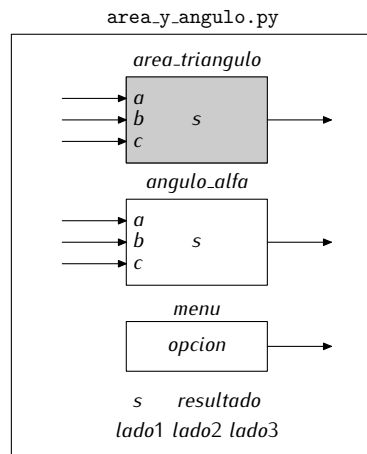 area_y_angulo.py
area_triangulo
a
b s
c
angulo_alfa
a
b s
c
menu
opcion
s resultado
lado1 lado2 lado3